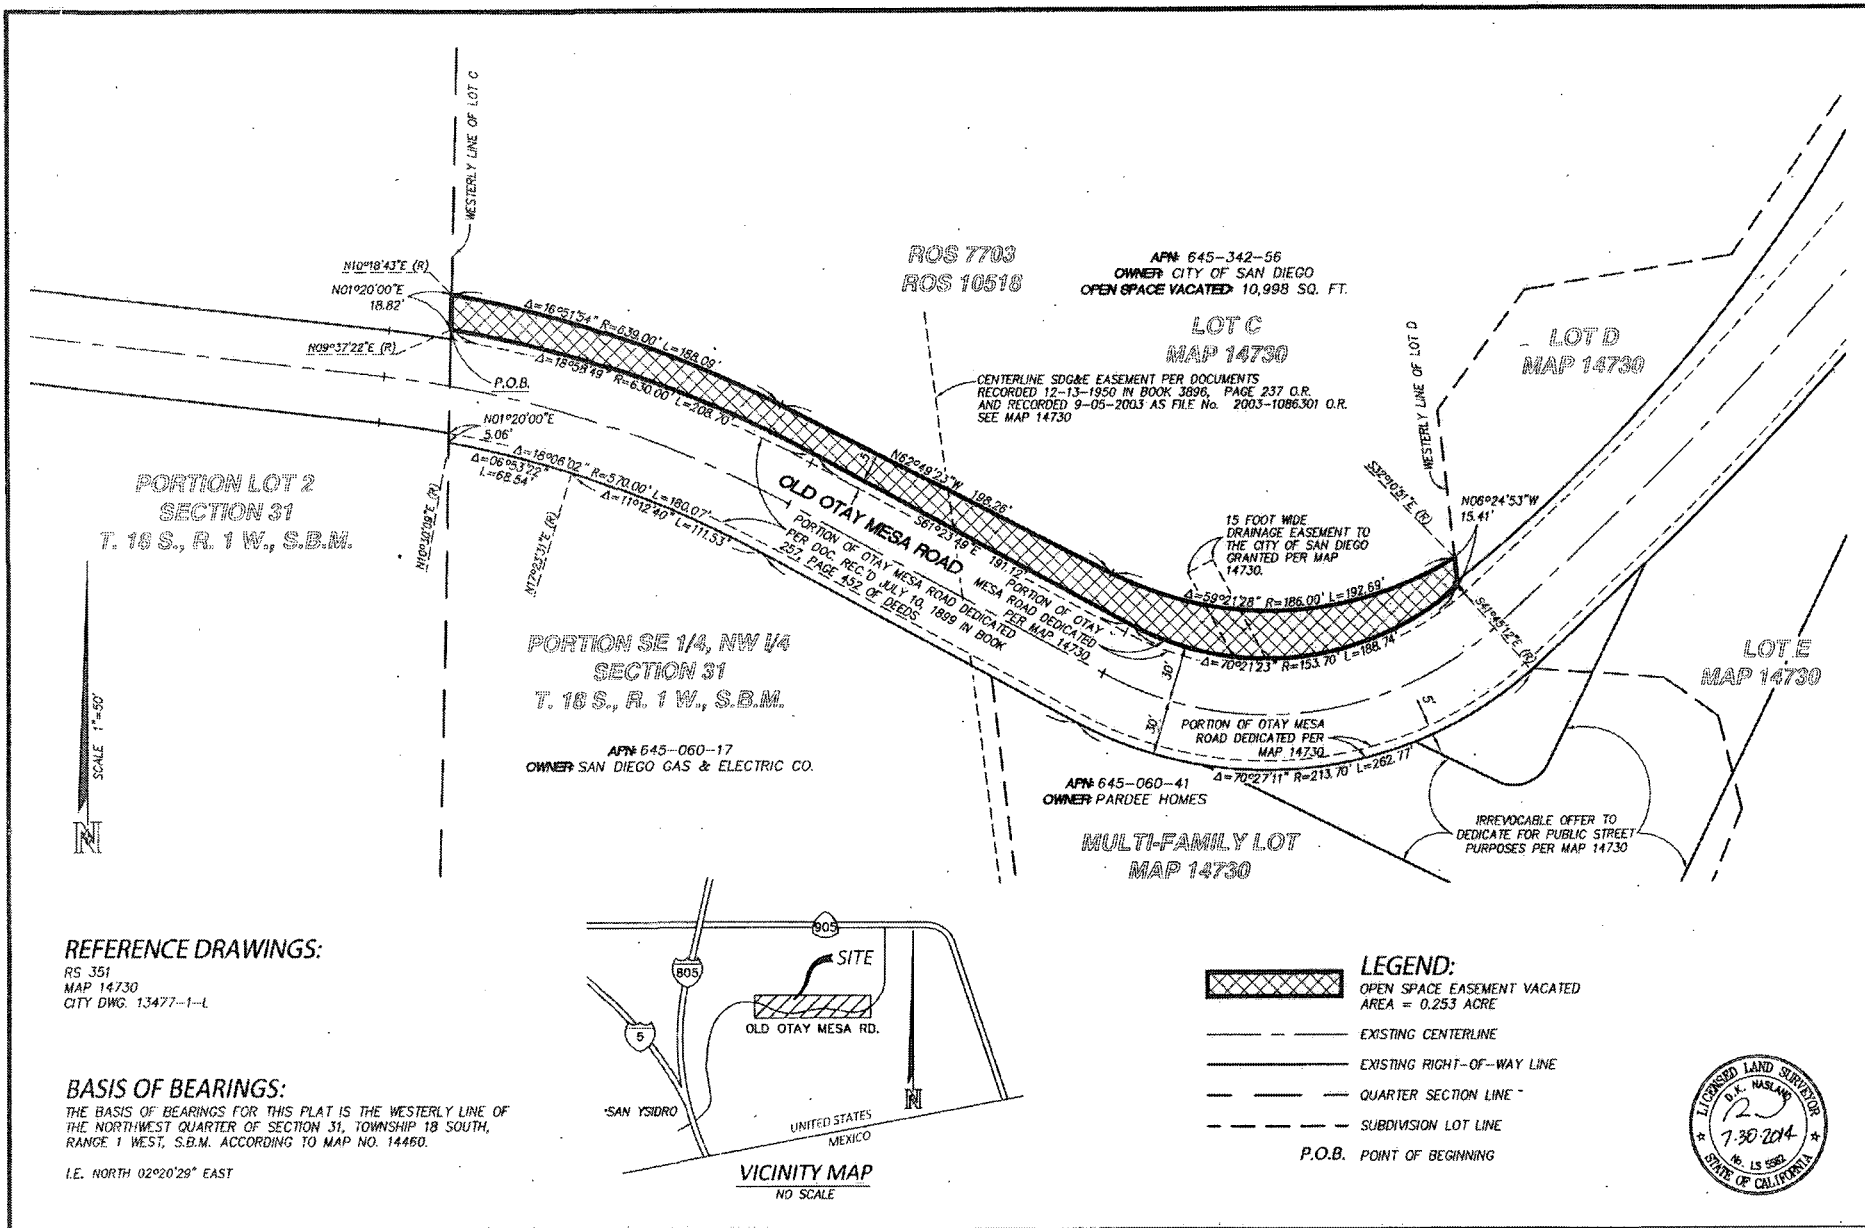 WESTERLY LINE OF LOT C
N10°18'43"E (R)
N01°20'00"E
18.82'
N09°37'22"E (R)
P.O.B.
N01°20'00"E
5.06'
Δ=16°51'54" R=639.00' L=188.09'
Δ=18°58'49" R=630.00' L=208.70'
Δ=18°06'02" R=570.00' L=180.07'
Δ=06°53'22"
L=68.54'
Δ=11°12'40" L=111.53'
N17°23'31"E (R)
ROS 7703
ROS 10518
APN: 645-342-56
OWNER: CITY OF SAN DIEGO
OPEN SPACE VACATED: 10,998 SQ. FT.
LOT C
MAP 14730
CENTERLINE SDG&E EASEMENT PER DOCUMENTS
RECORDED 12-13-1950 IN BOOK 3896, PAGE 237 O.R.
AND RECORDED 9-05-2003 AS FILE No. 2003-1086301 O.R.
SEE MAP 14730
LOT D
MAP 14730
WESTERLY LINE OF LOT D
S32°10'51"E (R)
N06°24'53"W
15.41'
N62°49'23"W 198.26'
S61°23'49"E
191.12'
OLD OTAY MESA ROAD
PORTION OF OTAY MESA ROAD DEDICATED
PER DOC. REC'D JULY 10, 1899 IN BOOK
257, PAGE 452 OF DEEDS
PORTION OF OTAY
MESA ROAD DEDICATED
PER MAP 14730
15 FOOT WIDE
DRAINAGE EASEMENT TO
THE CITY OF SAN DIEGO
GRANTED PER MAP
14730.
Δ=59°21'28" R=186.00' L=192.69'
Δ=70°21'23" R=153.70' L=188.74'
S41°45'12"E (R)
30'
30'
5'
PORTION OF OTAY MESA
ROAD DEDICATED PER
MAP 14730
Δ=70°27'11" R=213.70' L=262.77'
LOT E
MAP 14730
PORTION LOT 2
SECTION 31
T. 18 S., R. 1 W., S.B.M.
PORTION SE 1/4, NW 1/4
SECTION 31
T. 18 S., R. 1 W., S.B.M.
APN: 645-060-17
OWNER: SAN DIEGO GAS & ELECTRIC CO.
APN: 645-060-41
OWNER: PARDEE HOMES
MULTI-FAMILY LOT
MAP 14730
IRREVOCABLE OFFER TO
DEDICATE FOR PUBLIC STREET
PURPOSES PER MAP 14730
SCALE 1"=50'
N
REFERENCE DRAWINGS:
RS 351
MAP 14730
CITY DWG. 13477-1-L
BASIS OF BEARINGS:
THE BASIS OF BEARINGS FOR THIS PLAT IS THE WESTERLY LINE OF
THE NORTHWEST QUARTER OF SECTION 31, TOWNSHIP 18 SOUTH,
RANGE 1 WEST, S.B.M. ACCORDING TO MAP NO. 14460.
I.E. NORTH 02°20'29" EAST
905
805
5
SITE
OLD OTAY MESA RD.
SAN YSIDRO
UNITED STATES
MEXICO
N
VICINITY MAP
NO SCALE
LEGEND:
OPEN SPACE EASEMENT VACATED
AREA = 0.253 ACRE
EXISTING CENTERLINE
EXISTING RIGHT-OF-WAY LINE
QUARTER SECTION LINE
SUBDIVISION LOT LINE
P.O.B. POINT OF BEGINNING
LICENSED LAND SURVEYOR
D.K. NASLAND
7-30-2014
No. LS 5562
STATE OF CALIFORNIA